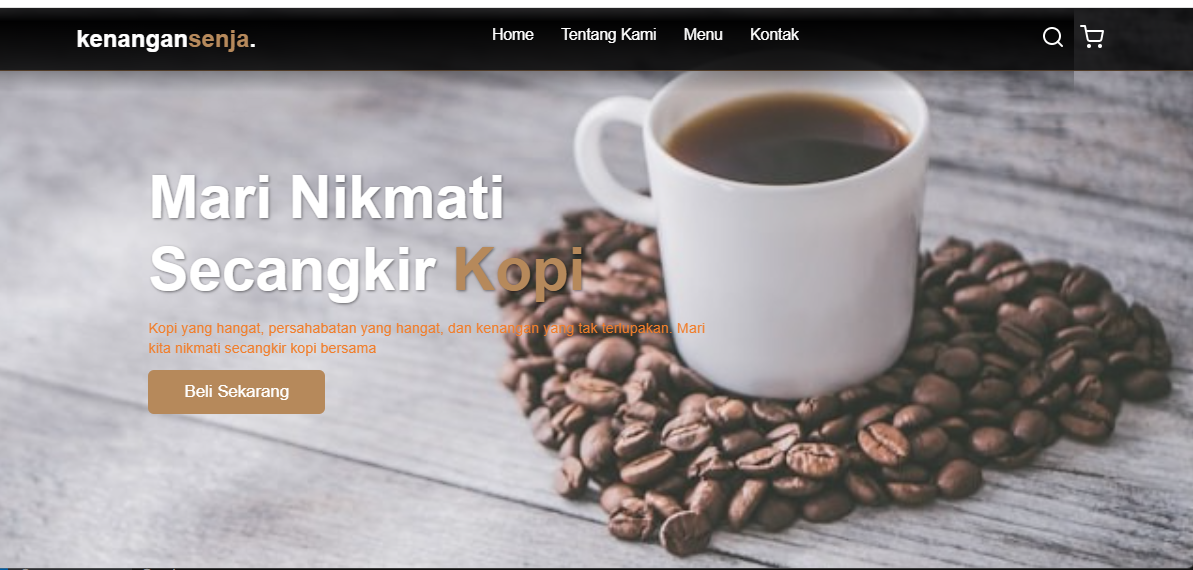 kenangansenja.
Home Tentang Kami Menu Kontak
Mari Nikmati
Secangkir Kopi
Kopi yang hangat, persahabatan yang hangat, dan kenangan yang tak terlupakan. Mari
kita nikmati secangkir kopi bersama
Beli Sekarang